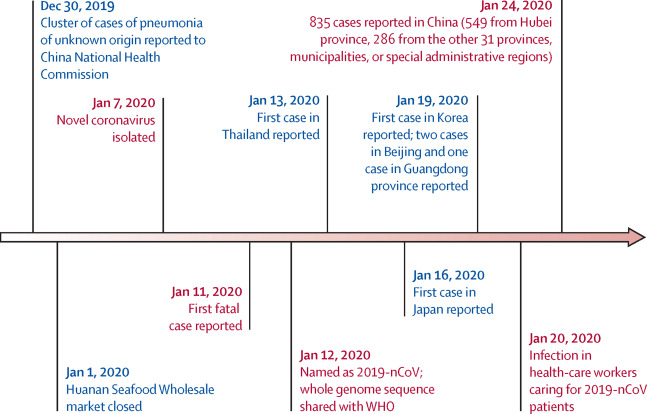 Dec 30, 2019
Cluster of cases of pneumonia
of unknown origin reported to
China National Health
Commission
Jan 24, 2020
835 cases reported in China (549 from Hubei
province, 286 from the other 31 provinces,
municipalities, or special administrative regions)
Jan 7, 2020
Novel coronavirus
isolated
Jan 13, 2020
First case in
Thailand reported
Jan 19, 2020
First case in Korea
reported; two cases
in Beijing and one
case in Guangdong
province reported
Jan 11, 2020
First fatal
case reported
Jan 16, 2020
First case in
Japan reported
Jan 1, 2020
Huanan Seafood Wholesale
market closed
Jan 12, 2020
Named as 2019-nCoV;
whole genome sequence
shared with WHO
Jan 20, 2020
Infection in
health-care workers
caring for 2019-nCoV
patients